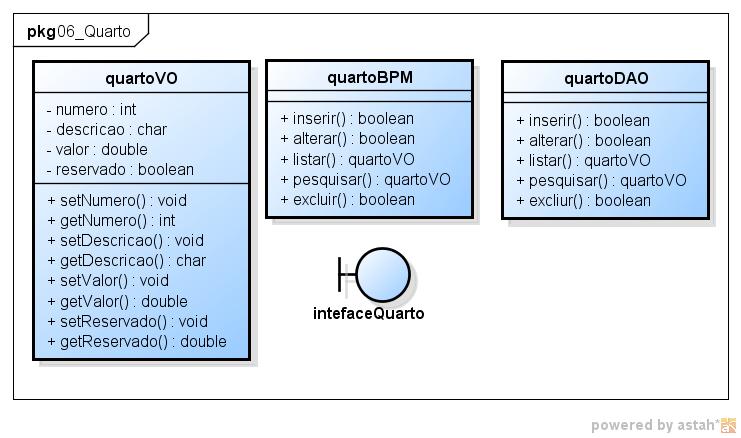 pkg06_Quarto
quartoVO
- numero : int
- descricao : char
- valor : double
- reservado : boolean
+ setNumero() : void
+ getNumero() : int
+ setDescricao() : void
+ getDescricao() : char
+ setValor() : void
+ getValor() : double
+ setReservado() : void
+ getReservado() : double
quartoBPM
+ inserir() : boolean
+ alterar() : boolean
+ listar() : quartoVO
+ pesquisar() : quartoVO
+ excluir() : boolean
quartoDAO
+ inserir() : boolean
+ alterar() : boolean
+ listar() : quartoVO
+ pesquisar() : quartoVO
+ excliur() : boolean
intefaceQuarto
powered by astah*